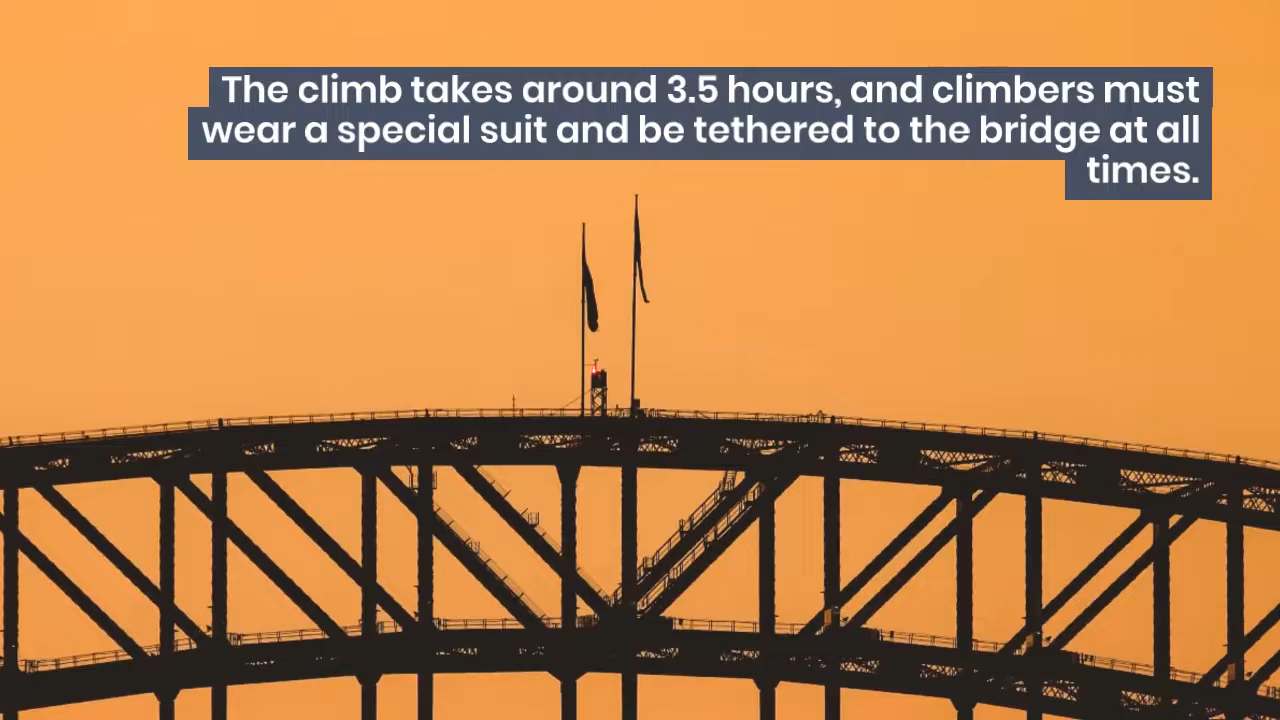 The climb takes around 3.5 hours, and climbers must
wear a special suit and be tethered to the bridge at all
times.